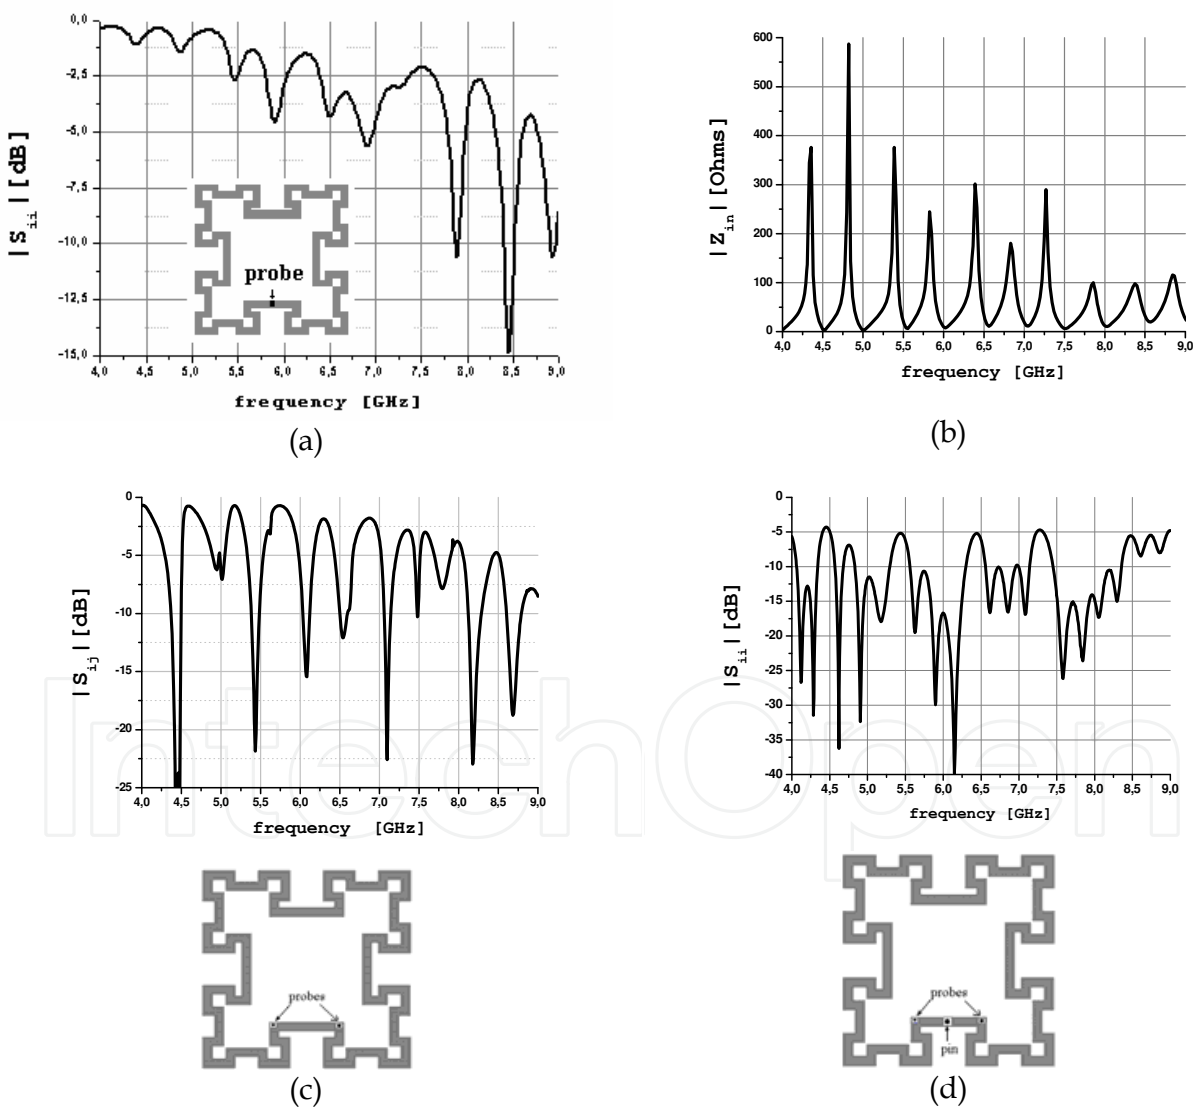 0,0
-2,5
-5,0
-7,5
-10,0
-12,5
-15,0
|S ii|[dB]
probe
4,0 4,5 5,0 5,5 6,0 6,5 7,0 7,5 8,0 8,5 9,0
frequency [GHz]
(a)
600
500
400
300
200
100
0
|Z in|[Ohms]
4,0 4,5 5,0 5,5 6,0 6,5 7,0 7,5 8,0 8,5 9,0
frequency [GHz]
(b)
0
-5
-10
-15
-20
-25
|S ij|[dB]
4,0 4,5 5,0 5,5 6,0 6,5 7,0 7,5 8,0 8,5 9,0
frequency [GHz]
probes
(c)
0
-5
-10
-15
-20
-25
-30
-35
-40
|S ii|[dB]
4,0 4,5 5,0 5,5 6,0 6,5 7,0 7,5 8,0 8,5 9,0
frequency [GHz]
probes
pin
(d)
IntechOpen